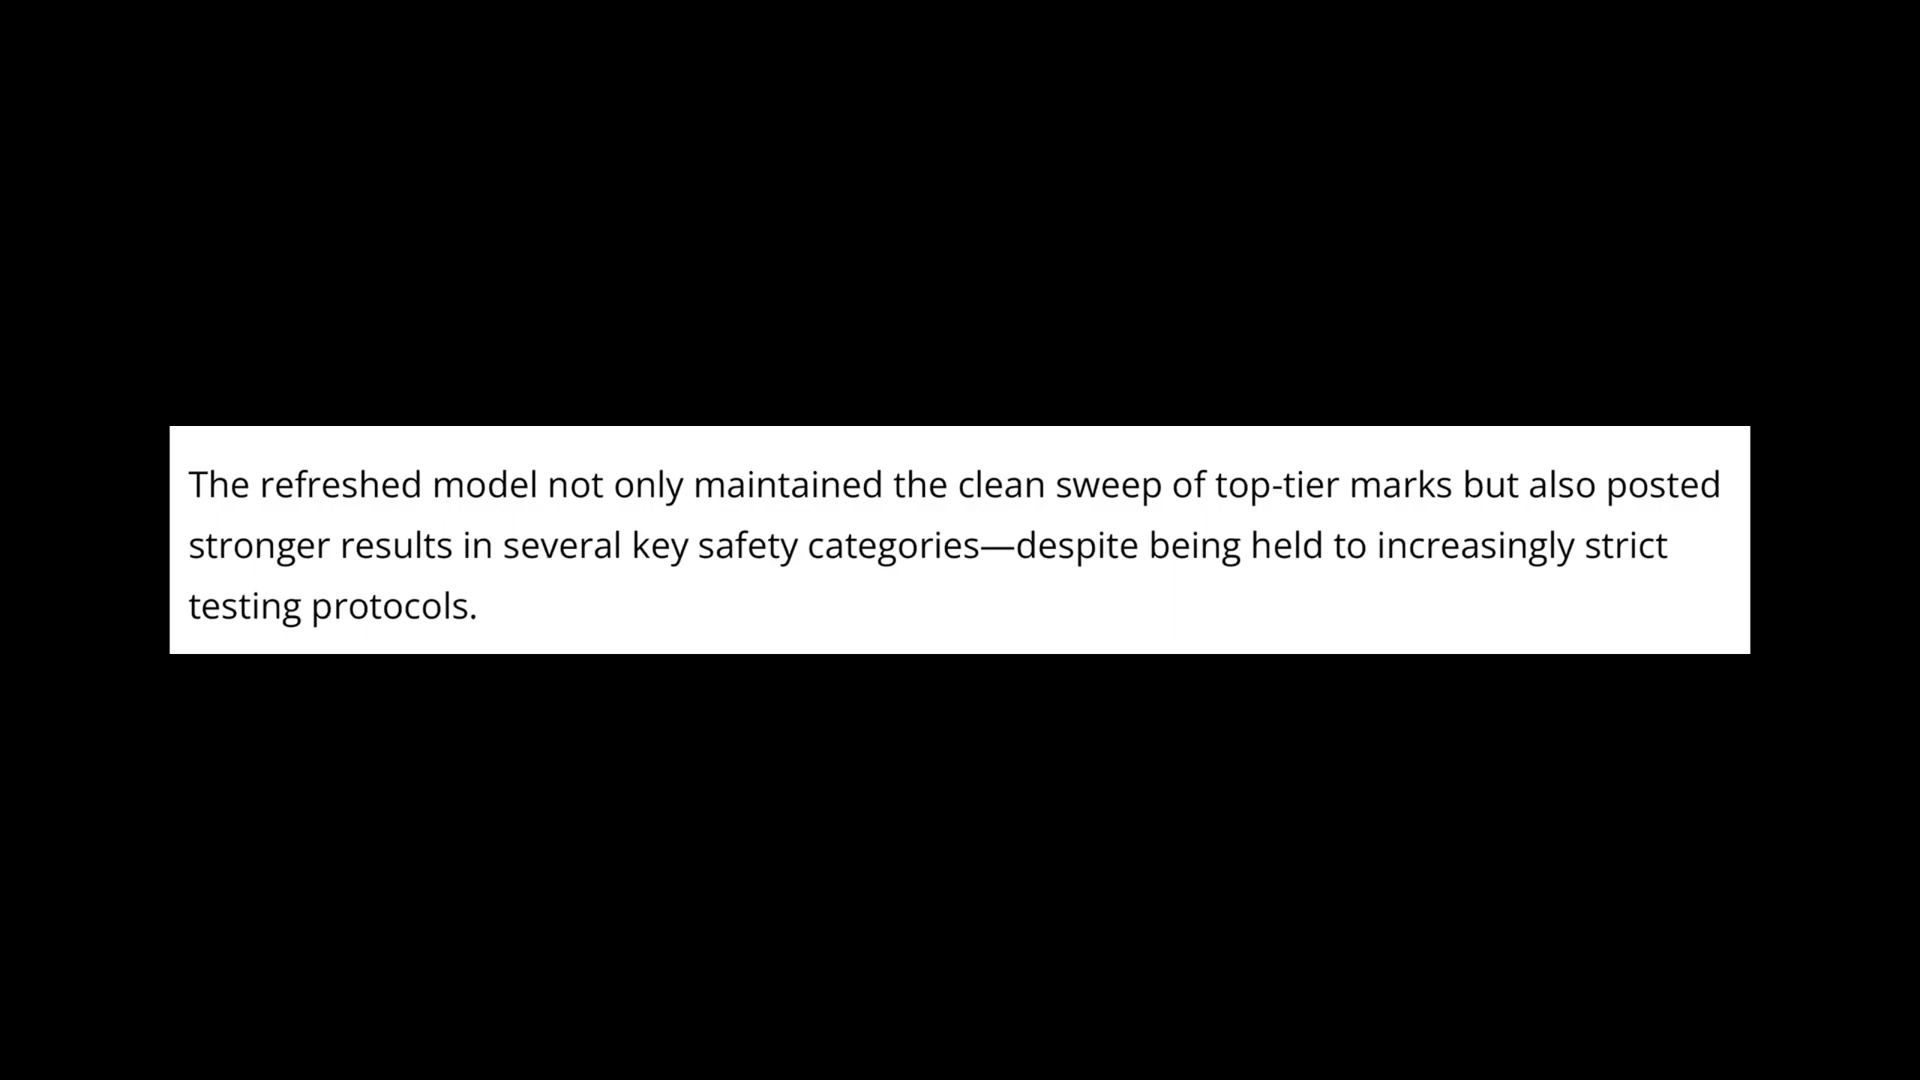 The refreshed model not only maintained the clean sweep of top-tier marks but also posted
stronger results in several key safety categories—despite being held to increasingly strict
testing protocols.